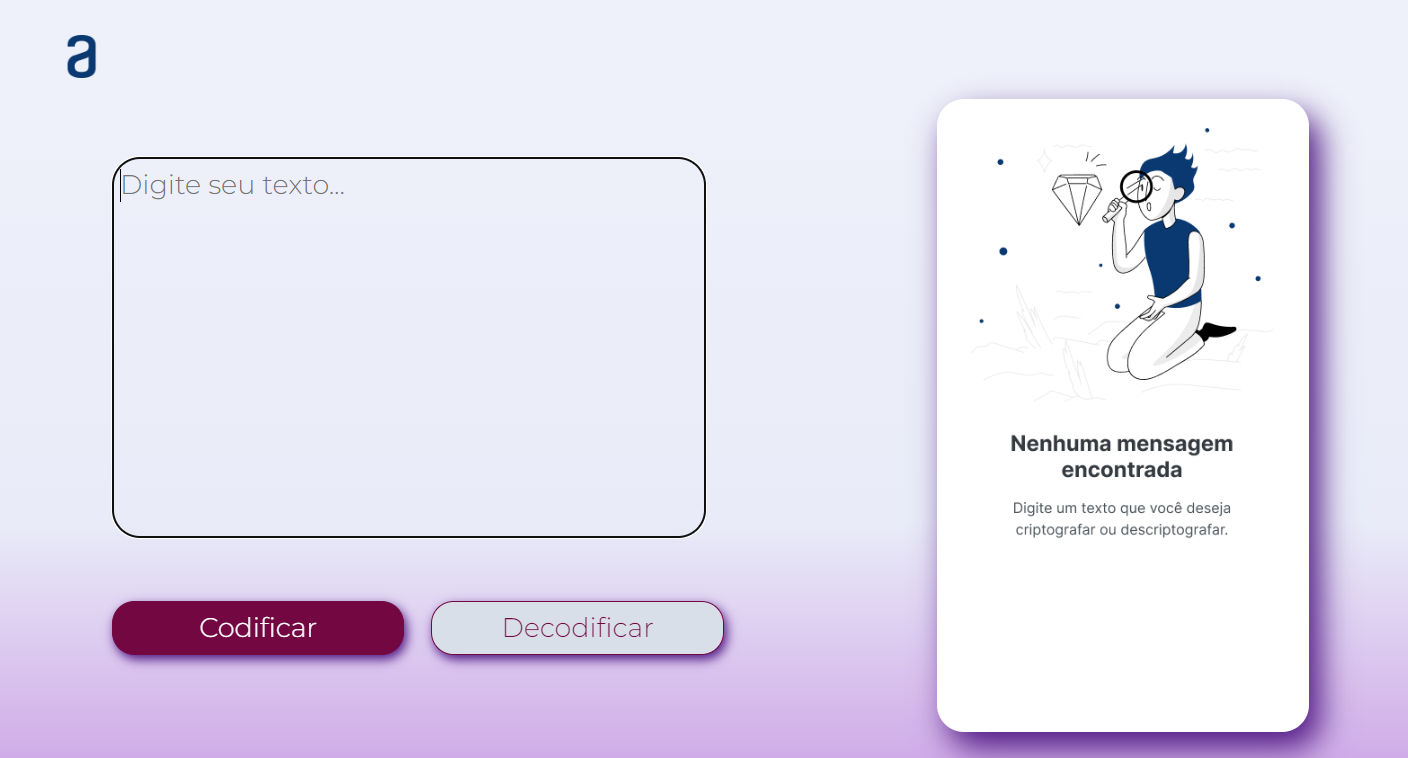 a
Digite seu texto...
Codificar
Decodificar
Nenhuma mensagem
encontrada
Digite um texto que você deseja
criptografar ou descriptografar.